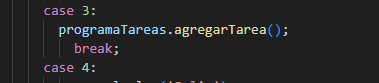 case 3:
programaTareas.agregarTarea();
break;
case 4: